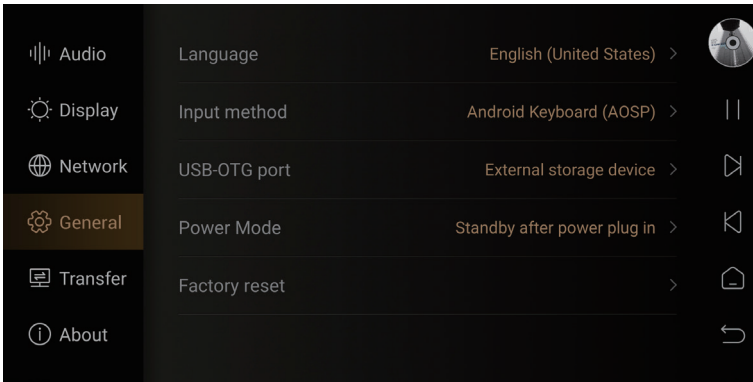 Audio
Display
Network
General
Transfer
About
Language English (United States)
Input method Android Keyboard (AOSP)
USB-OTG port External storage device
Power Mode Standby after power plug in
Factory reset